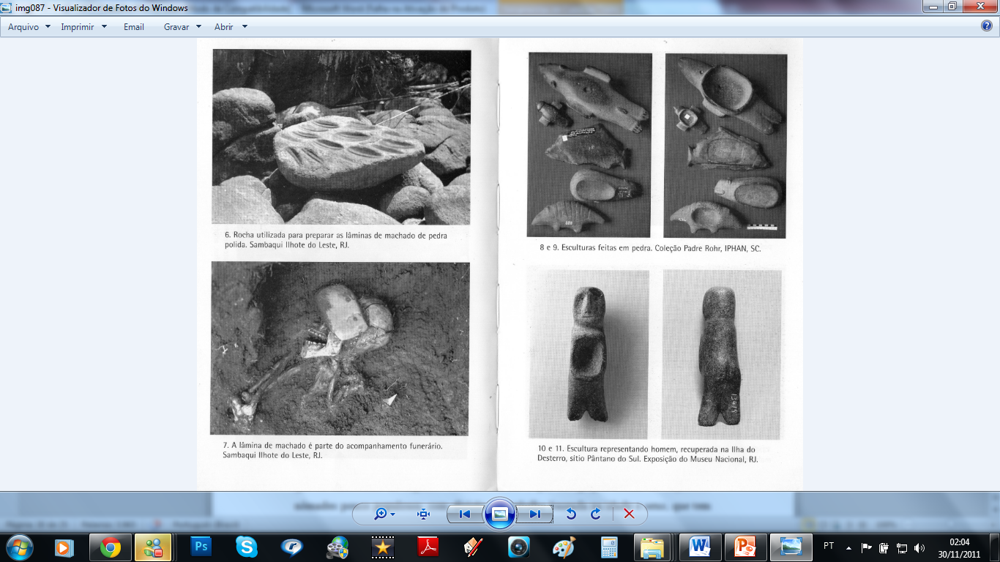 img087 - Visualizador de Fotos do Windows
Arquivo
Imprimir
Email
Gravar
Abrir
6. Rocha utilizada para preparar as lâminas de machado de pedra
polida. Sambaqui Ilhote do Leste, RJ.
7. A lâmina de machado é parte do acompanhamento funerário.
Sambaqui Ilhote do Leste, RJ.
8 e 9. Esculturas feitas em pedra. Coleção Padre Rohr, IPHAN, SC.
10 e 11. Escultura representando homem, recuperada na Ilha do
Desterro, sítio Pântano do Sul. Exposição do Museu Nacional, RJ.
PT
02:04
30/11/2011